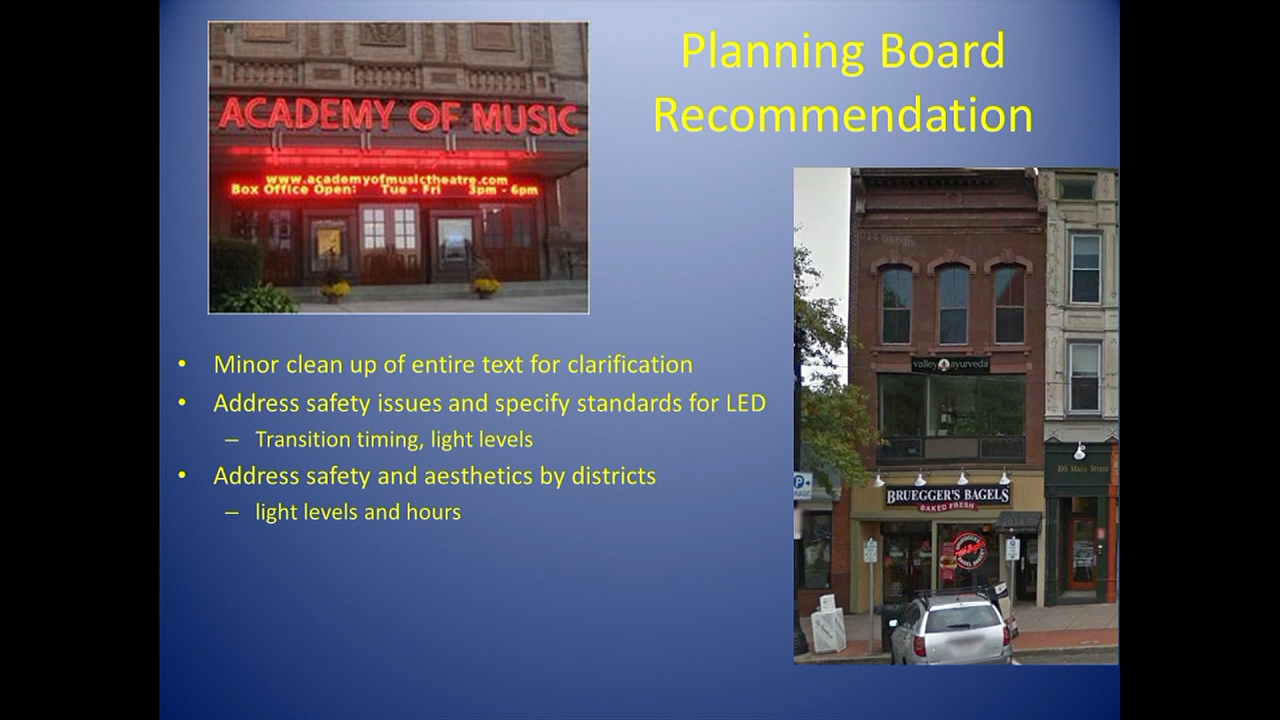 ACADEMY OF MUSIC
www.academyofmusictheatre.com
Box Office Open: Tue - Fri 3pm - 6pm
Planning Board
Recommendation
• Minor clean up of entire text for clarification
• Address safety issues and specify standards for LED
– Transition timing, light levels
• Address safety and aesthetics by districts
– light levels and hours
valley ayurveda
BRUEGGER'S BAGELS
BAKED FRESH
Main Street
P